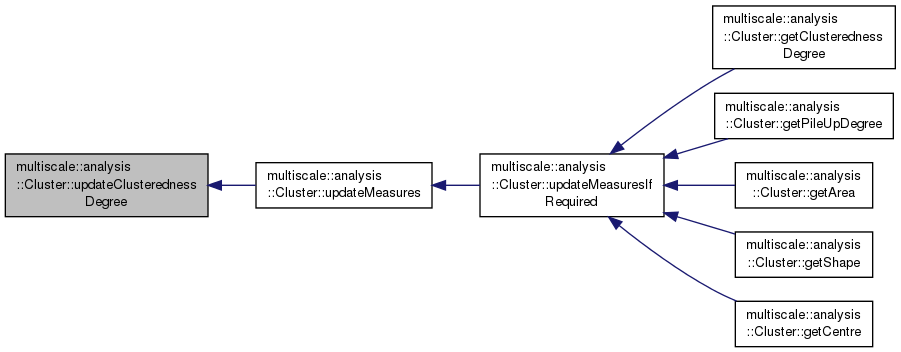 multiscale::analysis
::Cluster::updateClusteredness
Degree
multiscale::analysis
::Cluster::updateMeasures
multiscale::analysis
::Cluster::updateMeasuresIf
Required
multiscale::analysis
::Cluster::getClusteredness
Degree
multiscale::analysis
::Cluster::getPileUpDegree
multiscale::analysis
::Cluster::getArea
multiscale::analysis
::Cluster::getShape
multiscale::analysis
::Cluster::getCentre